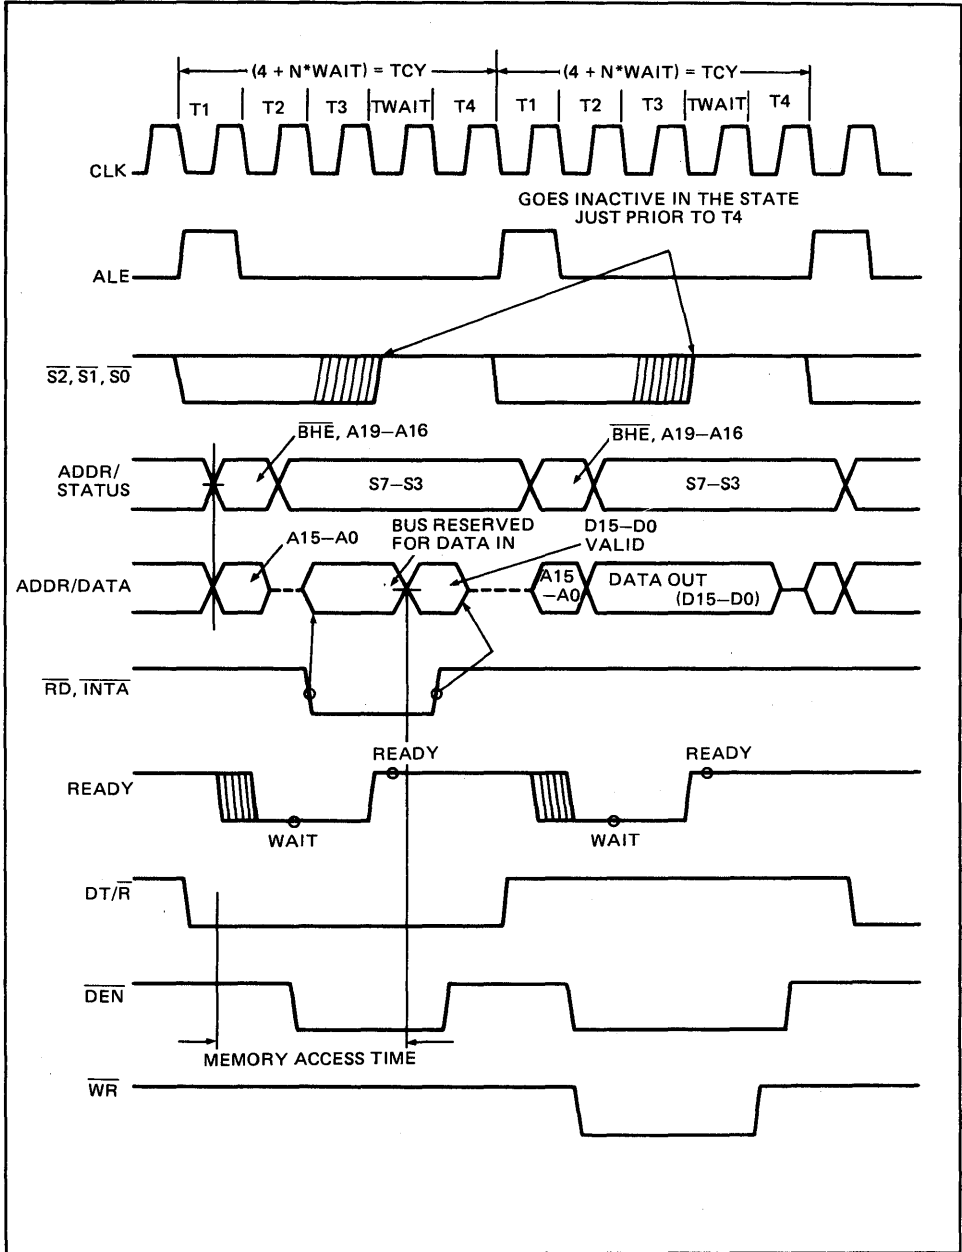 (4 + N*WAIT) = TCY
(4 + N*WAIT) = TCY
T1 T2 T3 TWAIT T4 T1 T2 T3 TWAIT T4
CLK
GOES INACTIVE IN THE STATE
JUST PRIOR TO T4
ALE
S2, S1, S0
BHE, A19–A16
BHE, A19–A16
ADDR/
STATUS
S7–S3
S7–S3
A15–A0
BUS RESERVED
FOR DATA IN
D15–D0
VALID
ADDR/DATA
A15
–A0
DATA OUT
(D15–D0)
RD, INTA
READY
READY
READY
WAIT
WAIT
DT/R
DEN
MEMORY ACCESS TIME
WR